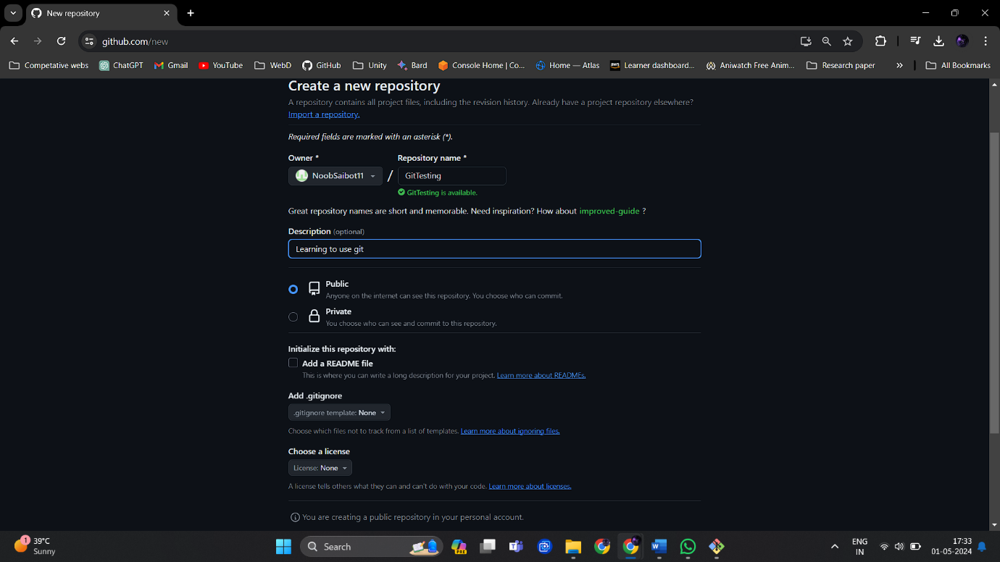 New repository
github.com/new
Competative webs ChatGPT Gmail YouTube WebD GitHub Unity Bard Console Home | Co... Home — Atlas aws Learner dashboard... Aniwatch Free Anim... Research paper » All Bookmarks
Create a new repository
A repository contains all project files, including the revision history. Already have a project repository elsewhere?
Import a repository.
Required fields are marked with an asterisk (*).
Owner * Repository name *
NoobSaibot11 / GitTesting
GitTesting is available.
Great repository names are short and memorable. Need inspiration? How about improved-guide ?
Description (optional)
Learning to use git
Public
Anyone on the internet can see this repository. You choose who can commit.
Private
You choose who can see and commit to this repository.
Initialize this repository with:
Add a README file
This is where you can write a long description for your project. Learn more about READMEs.
Add .gitignore
.gitignore template: None
Choose which files not to track from a list of templates. Learn more about ignoring files.
Choose a license
License: None
A license tells others what they can and can't do with your code. Learn more about licenses.
You are creating a public repository in your personal account.
1 39°C
Sunny
Search
PRE
ENG
IN
17:33
01-05-2024